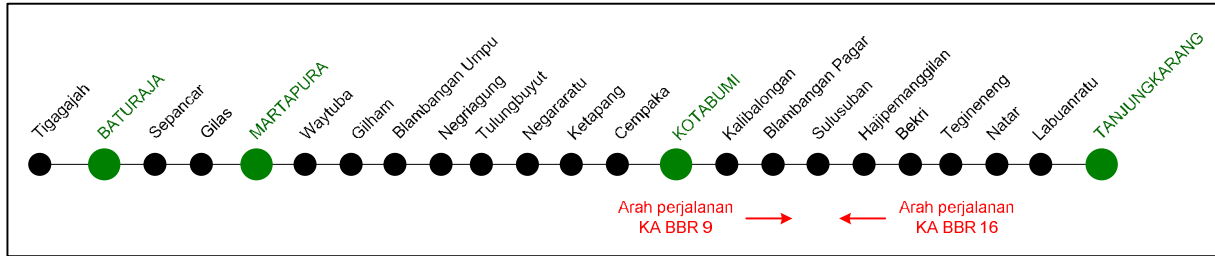 Tigagajah
BATURAJA
Sepancar
Gilas
MARTAPURA
Waytuba
Gilham
Blambangan Umpu
Negriagung
Tulungbuyut
Negararatu
Ketapang
Cempaka
KOTABUMI
Kalibalongan
Blambangan Pagar
Sulusuban
Hajipemanggilan
Bekri
Tegineneng
Natar
Labuanratu
TANJUNGKARANG
Arah perjalanan
KA BBR 9
Arah perjalanan
KA BBR 16